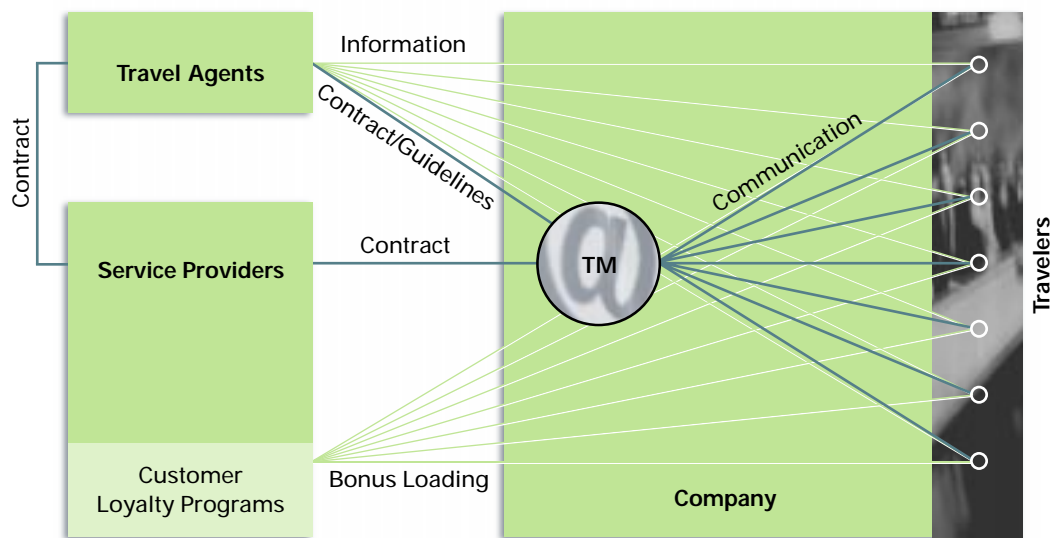 Information
Travel Agents
Contract/Guidelines
Communication
Contract
Contract
Service Providers
TM
Travelers
Customer
Loyalty Programs
Bonus Loading
Company